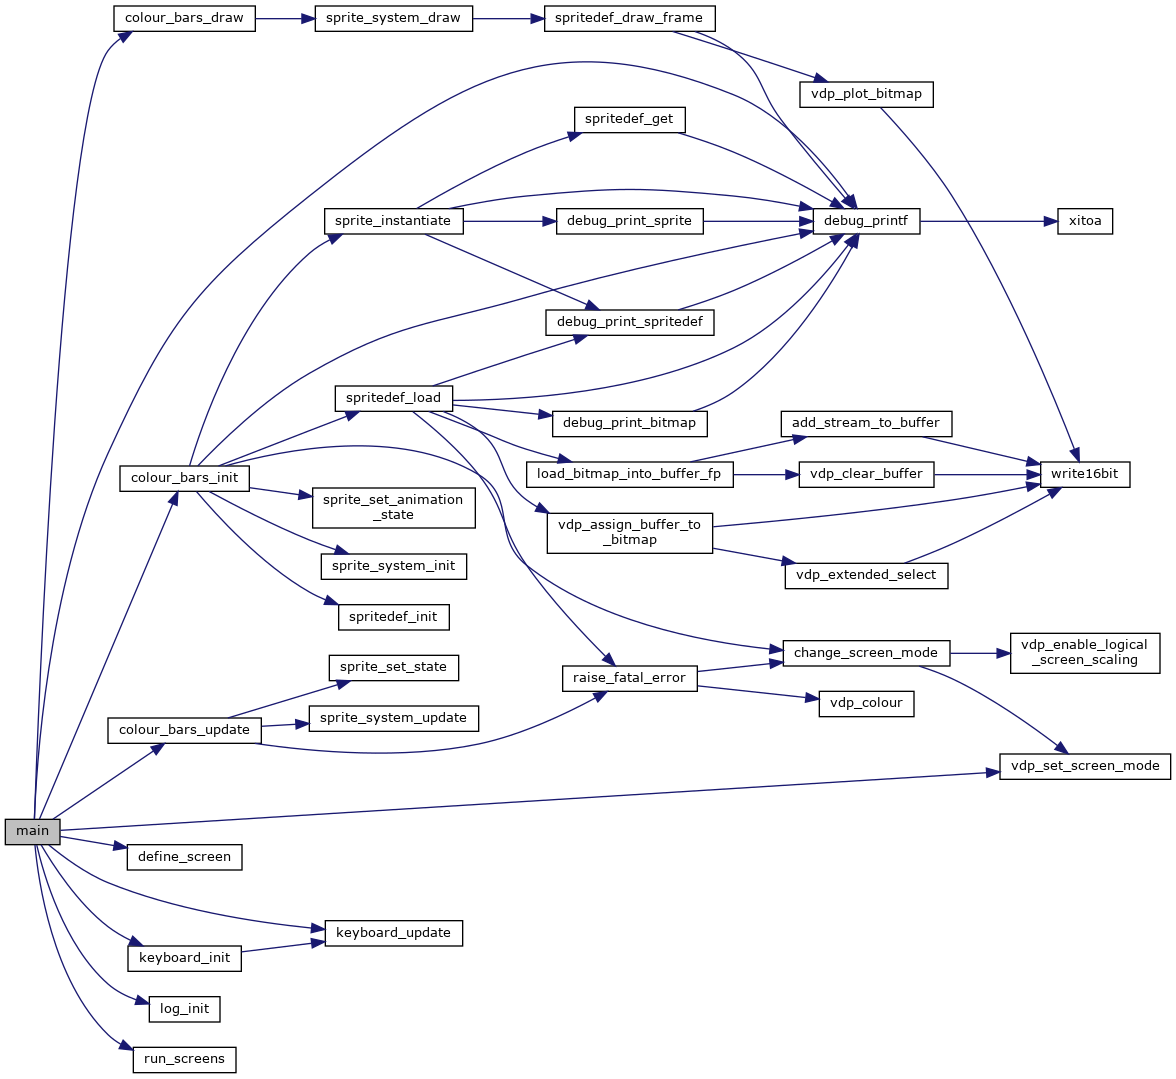 colour_bars_draw
sprite_system_draw
spritedef_draw_frame
vdp_plot_bitmap
spritedef_get
sprite_instantiate
debug_print_sprite
debug_printf
xitoa
debug_print_spritedef
spritedef_load
debug_print_bitmap
add_stream_to_buffer
colour_bars_init
load_bitmap_into_buffer_fp
vdp_clear_buffer
write16bit
sprite_set_animation
_state
vdp_assign_buffer_to
_bitmap
sprite_system_init
vdp_extended_select
spritedef_init
change_screen_mode
vdp_enable_logical
_screen_scaling
sprite_set_state
raise_fatal_error
vdp_colour
sprite_system_update
colour_bars_update
vdp_set_screen_mode
main
define_screen
keyboard_update
keyboard_init
log_init
run_screens